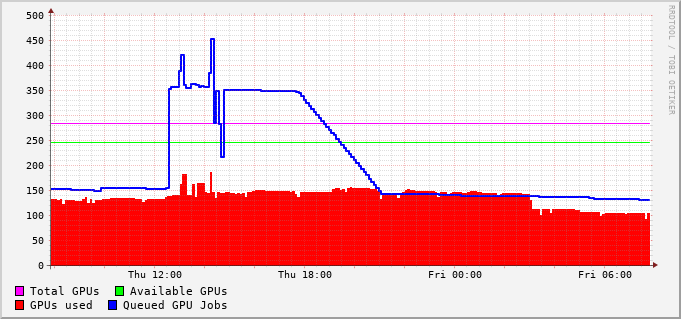 500
450
400
350
300
250
200
150
100
50
0
Thu 12:00 Thu 18:00 Fri 00:00 Fri 06:00
Total GPUs Available GPUs
GPUs used Queued GPU Jobs
RRDTOOL / TOBI OETIKER